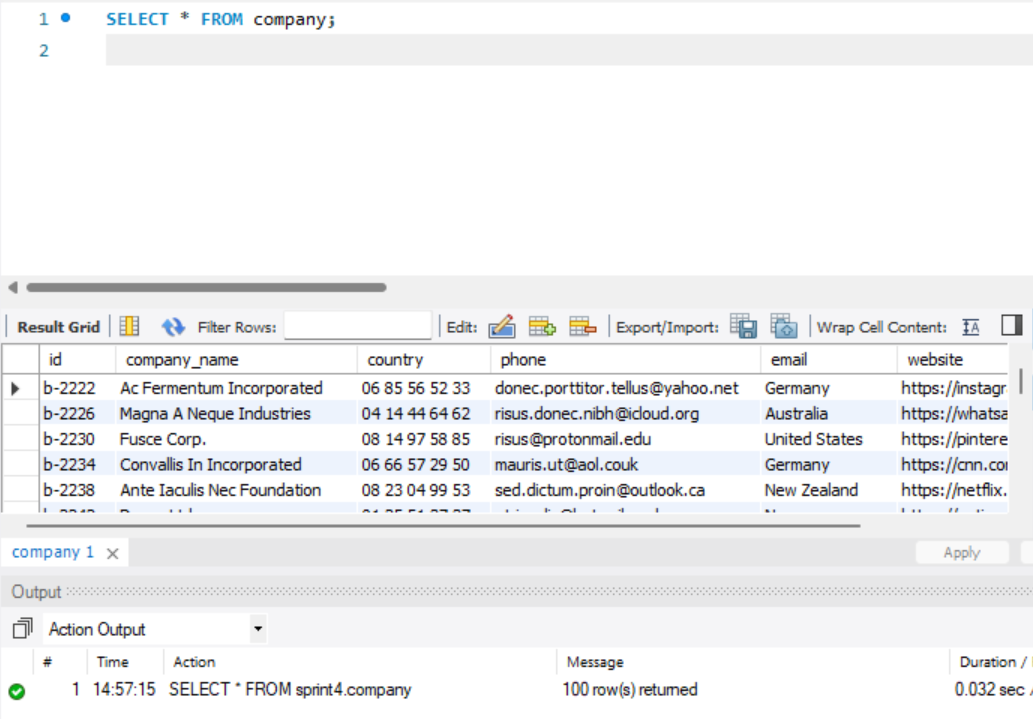 1 SELECT * FROM company;
2
Result Grid Filter Rows: Edit: Export/Import: Wrap Cell Content: IA
id company_name country phone email website
b-2222 Ac Fermentum Incorporated 06 85 56 52 33 donec.porttitor.tellus@yahoo.net Germany https://instagr
b-2226 Magna A Neque Industries 04 14 44 64 62 risus.donec.nibh@icloud.org Australia https://whatsa
b-2230 Fusce Corp. 08 14 97 58 85 risus@protonmail.edu United States https://pintere
b-2234 Convallis In Incorporated 06 66 57 29 50 mauris.ut@aol.couk Germany https://cnn.co
b-2238 Ante Iaculis Nec Foundation 08 23 04 99 53 sed.dictum.proin@outlook.ca New Zealand https://netflix.
company 1 Apply
Output
Action Output
# Time Action Message Duration /
1 14:57:15 SELECT * FROM sprint4.company 100 row(s) returned 0.032 sec /